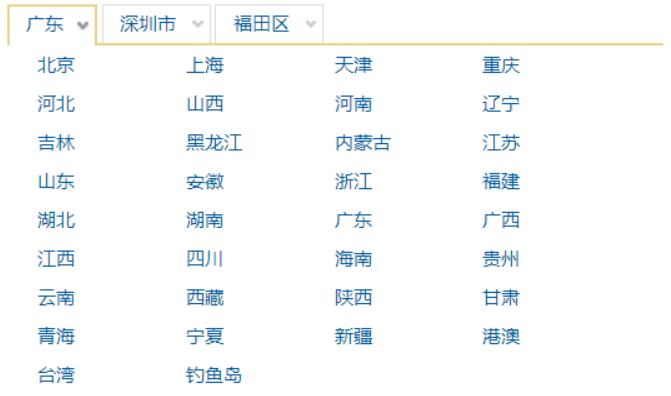 广东 深圳市 福田区
北京 上海 天津 重庆
河北 山西 河南 辽宁
吉林 黑龙江 内蒙古 江苏
山东 安徽 浙江 福建
湖北 湖南 广东 广西
江西 四川 海南 贵州
云南 西藏 陕西 甘肃
青海 宁夏 新疆 港澳
台湾 钓鱼岛